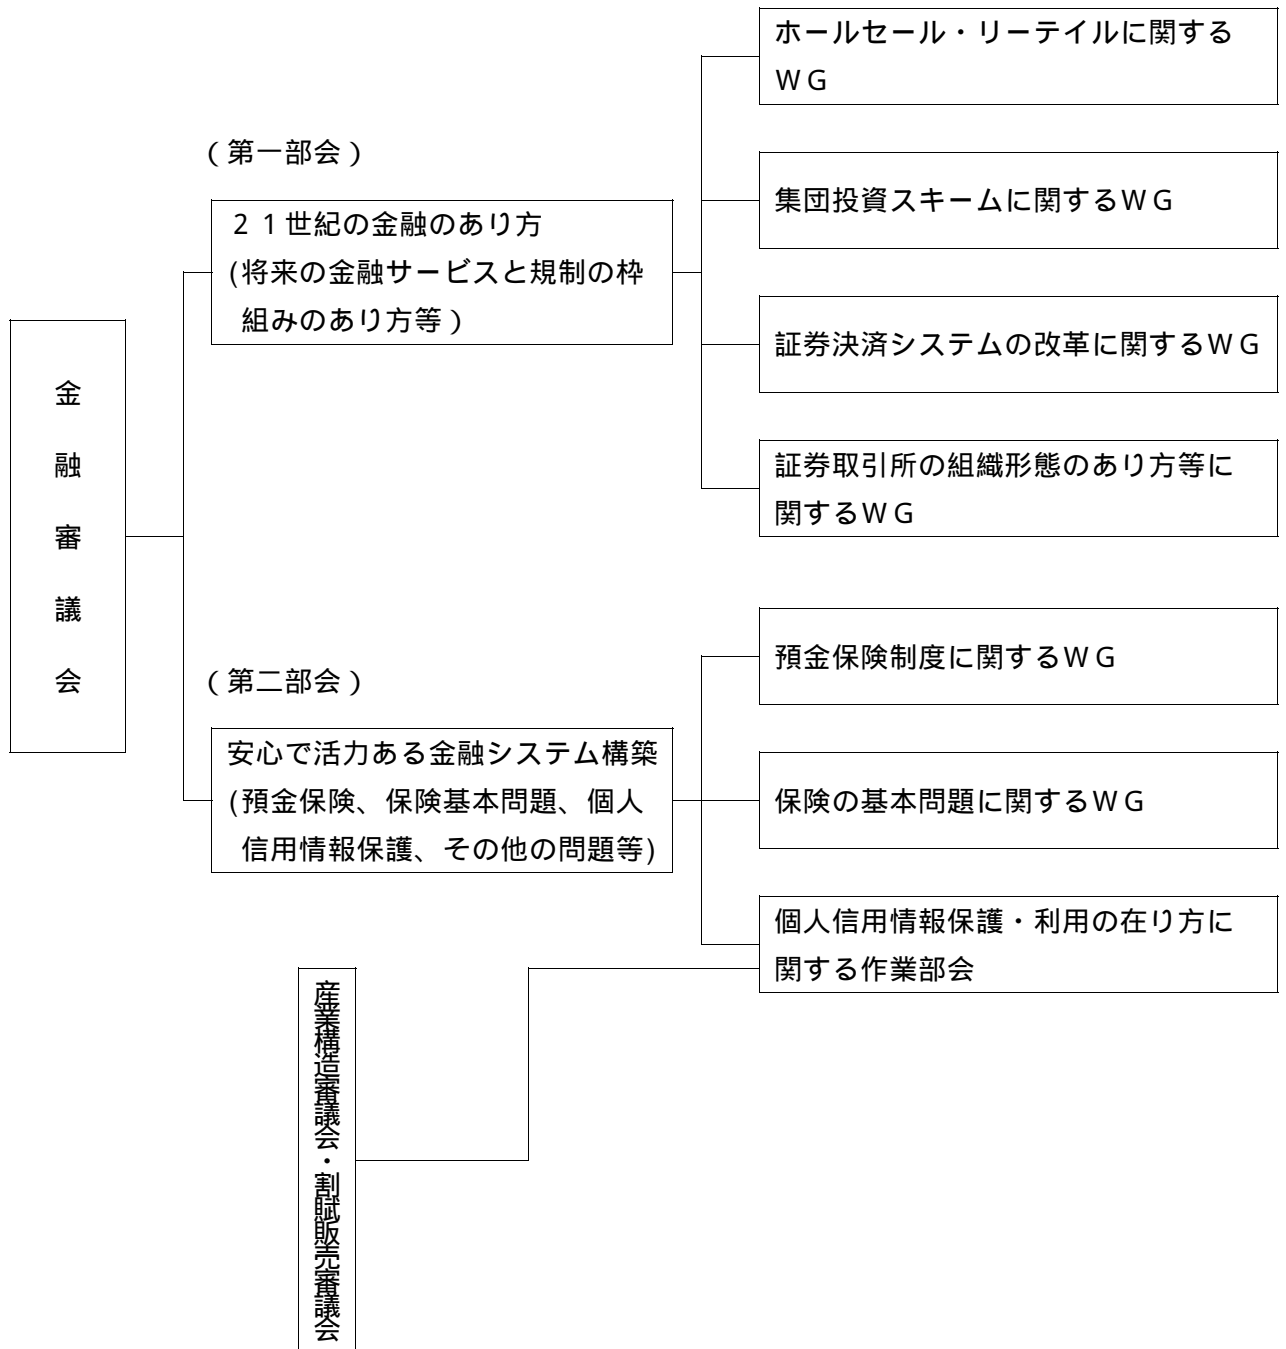 金融審議会
（第一部会）
２１世紀の金融のあり方
(将来の金融サービスと規制の枠
組みのあり方等）
ホールセール・リーテイルに関する
ＷＧ
集団投資スキームに関するＷＧ
証券決済システムの改革に関するＷＧ
証券取引所の組織形態のあり方等に
関するＷＧ
（第二部会）
安心で活力ある金融システム構築
(預金保険、保険基本問題、個人
信用情報保護、その他の問題等)
預金保険制度に関するＷＧ
保険の基本問題に関するＷＧ
個人信用情報保護・利用の在り方に
関する作業部会
産業構造審議会・割賦販売審議会